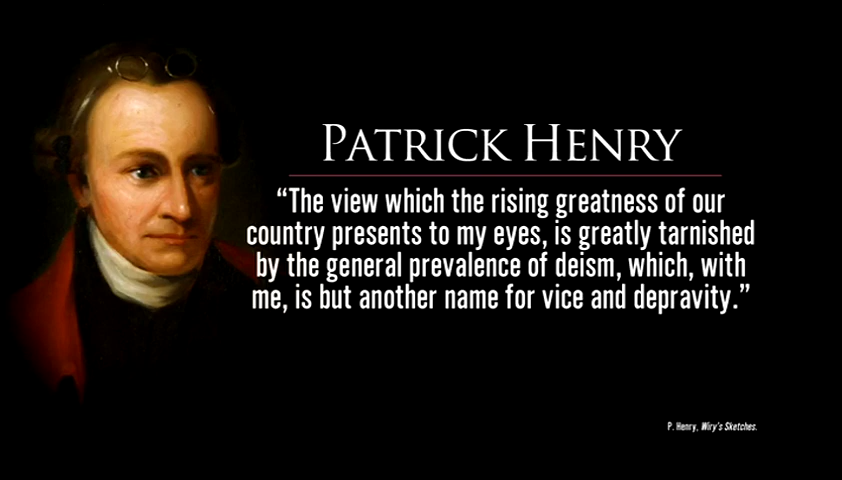 PATRICK HENRY
“The view which the rising greatness of our
country presents to my eyes, is greatly tarnished
by the general prevalence of deism, which, with
me, is but another name for vice and depravity.”
P. Henry, Wiry's Sketches.